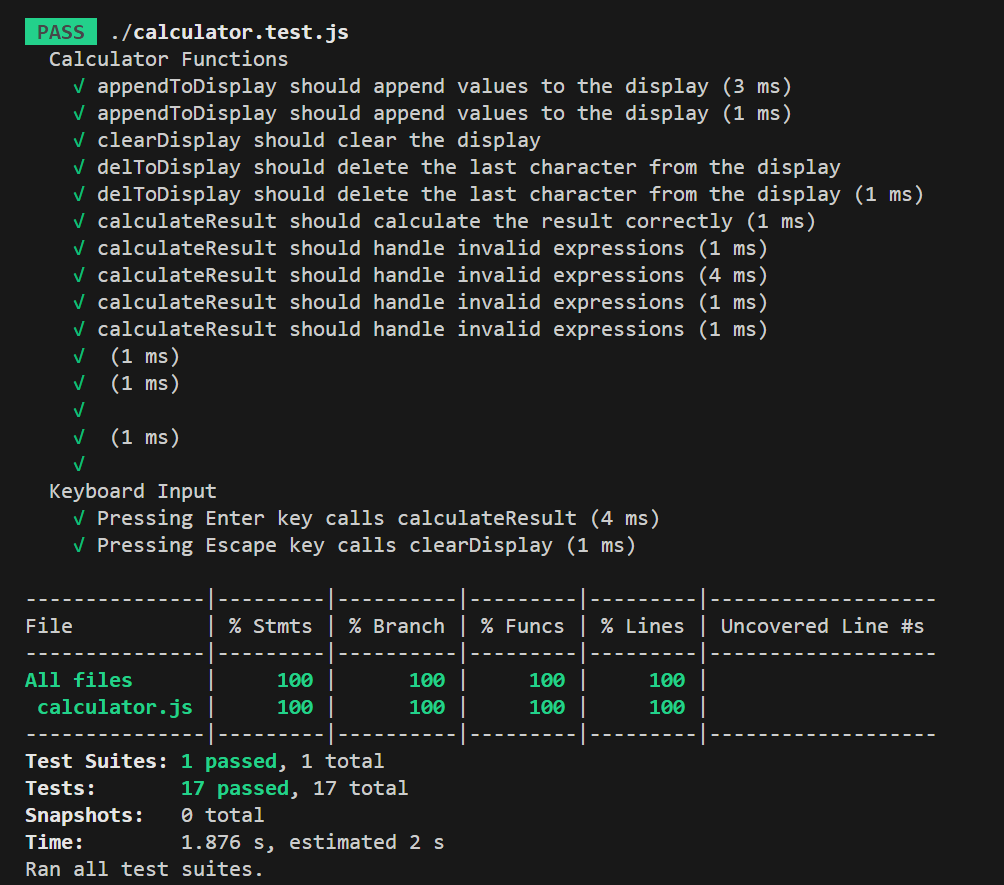 PASS ./calculator.test.js
Calculator Functions
√ appendToDisplay should append values to the display (3 ms)
√ appendToDisplay should append values to the display (1 ms)
√ clearDisplay should clear the display
√ delToDisplay should delete the last character from the display
√ delToDisplay should delete the last character from the display (1 ms)
√ calculateResult should calculate the result correctly (1 ms)
√ calculateResult should handle invalid expressions (1 ms)
√ calculateResult should handle invalid expressions (4 ms)
√ calculateResult should handle invalid expressions (1 ms)
√ calculateResult should handle invalid expressions (1 ms)
√  (1 ms)
√  (1 ms)
√
√  (1 ms)
√
Keyboard Input
√ Pressing Enter key calls calculateResult (4 ms)
√ Pressing Escape key calls clearDisplay (1 ms)
---------------|---------|----------|---------|---------|-------------------
File           | % Stmts | % Branch | % Funcs | % Lines | Uncovered Line #s
---------------|---------|----------|---------|---------|-------------------
All files      |     100 |      100 |     100 |     100 |
 calculator.js |     100 |      100 |     100 |     100 |
---------------|---------|----------|---------|---------|-------------------
Test Suites: 1 passed, 1 total
Tests:       17 passed, 17 total
Snapshots:   0 total
Time:        1.876 s, estimated 2 s
Ran all test suites.